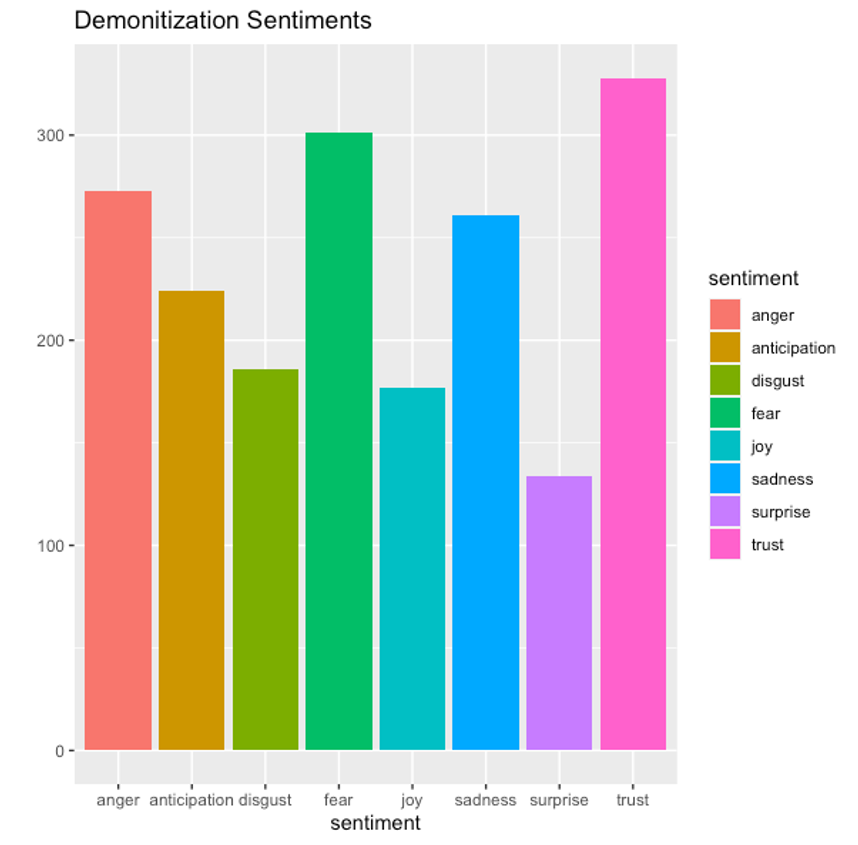 Demonitization Sentiments
300
200
100
0
anger anticipation disgust fear joy sadness surprise trust
sentiment
sentiment
anger
anticipation
disgust
fear
joy
sadness
surprise
trust